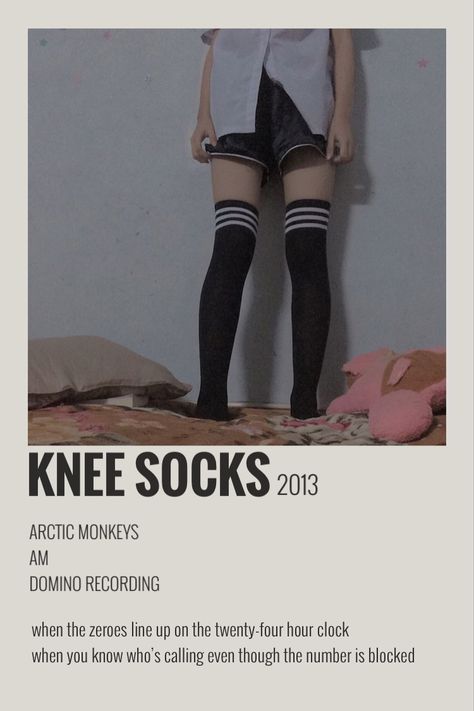 KNEE SOCKS 2013
ARCTIC MONKEYS
AM
DOMINO RECORDING
when the zeroes line up on the twenty-four hour clock
when you know who's calling even though the number is blocked